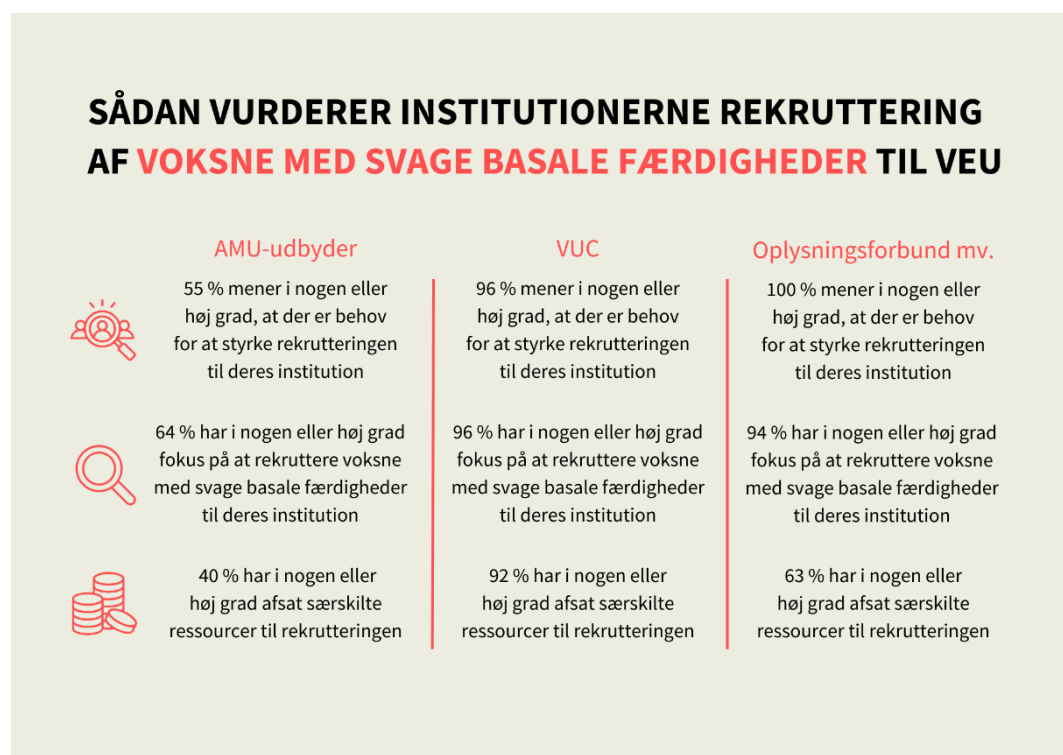 SÅDAN VURDERER INSTITUTIONERNE REKRUTTERING
AF VOKSNE MED SVAGE BASALE FÆRDIGHEDER TIL VEU
AMU-udbyder
55 % mener i nogen eller
høj grad, at der er behov
for at styrke rekrutteringen
til deres institution
64 % har i nogen eller høj grad
fokus på at rekruttere voksne
med svage basale færdigheder
til deres institution
40 % har i nogen eller
høj grad afsat særskilte
ressourcer til rekrutteringen
VUC
96 % mener i nogen eller
høj grad, at der er behov
for at styrke rekrutteringen
til deres institution
96 % har i nogen eller høj grad
fokus på at rekruttere voksne
med svage basale færdigheder
til deres institution
92 % har i nogen eller
høj grad afsat særskilte
ressourcer til rekrutteringen
Oplysningsforbund mv.
100 % mener i nogen eller
høj grad, at der er behov
for at styrke rekrutteringen
til deres institution
94 % har i nogen eller høj grad
fokus på at rekruttere voksne
med svage basale færdigheder
til deres institution
63 % har i nogen eller
høj grad afsat særskilte
ressourcer til rekrutteringen